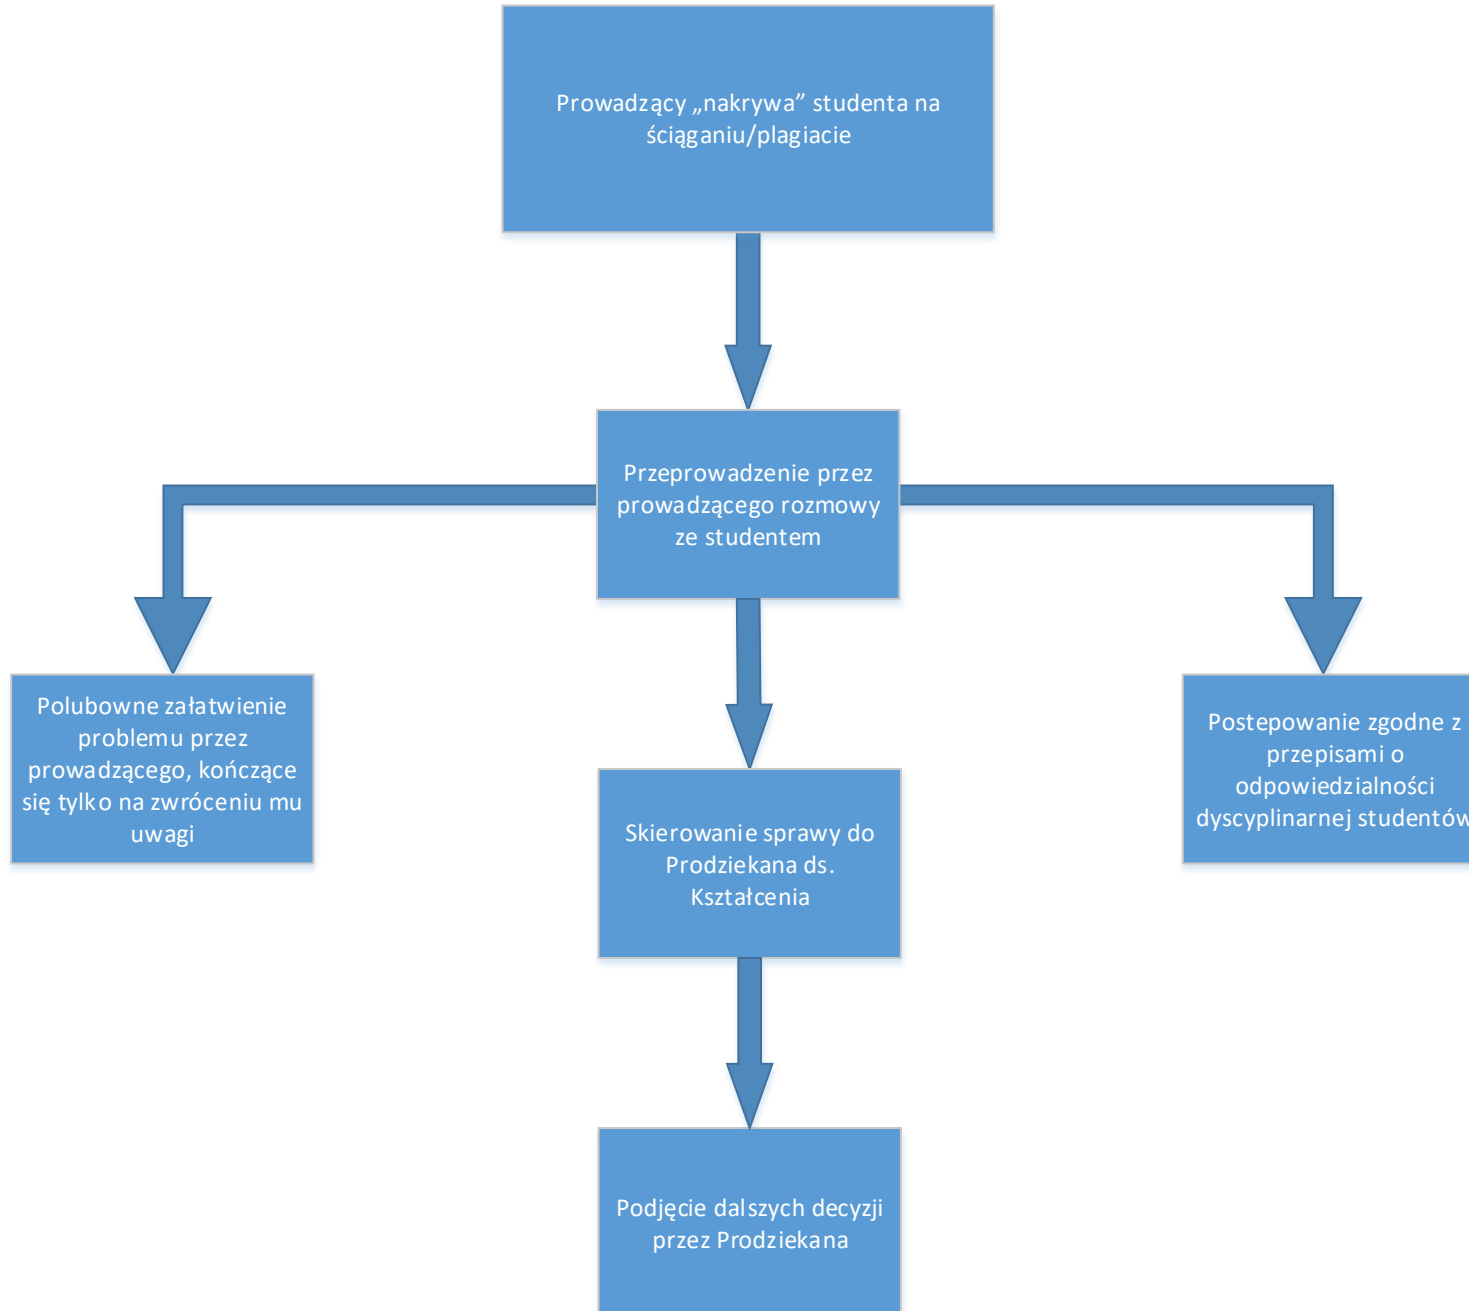 Prowadzący „nakrywa” studenta na
ściąganiu/plagiacie
Przeprowadzenie przez
prowadzącego rozmowy
ze studentem
Polubowne załatwienie
problemu przez
prowadzącego, kończące
się tylko na zwróceniu mu
uwagi
Skierowanie sprawy do
Prodziekana ds.
Kształcenia
Postepowanie zgodne z
przepisami o
odpowiedzialności
dyscyplinarnej studentów
Podjęcie dalszych decyzji
przez Prodziekana